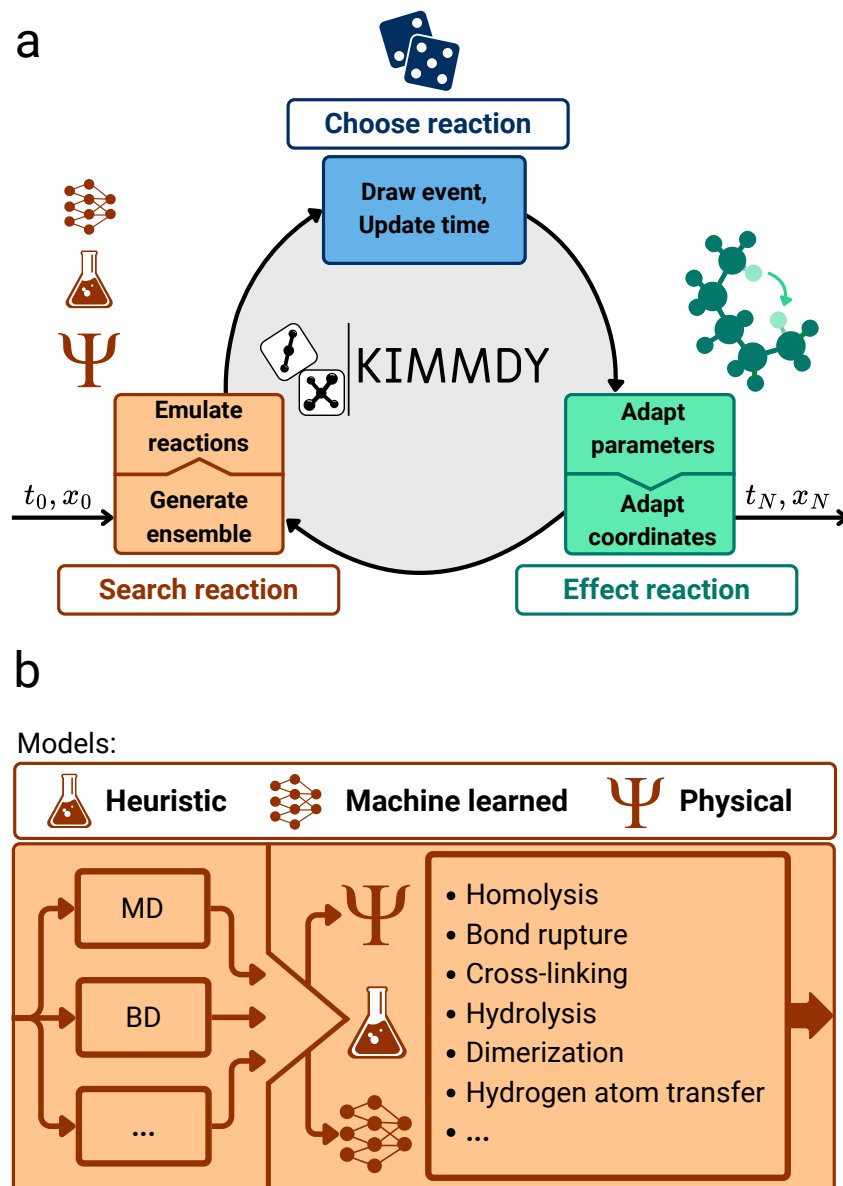 a
Choose reaction
Draw event,
Update time
KIMMDY
Ψ
Emulate
reactions
Generate
ensemble
t₀, x₀
Search reaction
Adapt
parameters
Adapt
coordinates
t_N, x_N
Effect reaction
b
Models:
Heuristic
Machine learned
Ψ Physical
MD
BD
...
Ψ
• Homolysis
• Bond rupture
• Cross-linking
• Hydrolysis
• Dimerization
• Hydrogen atom transfer
• ...